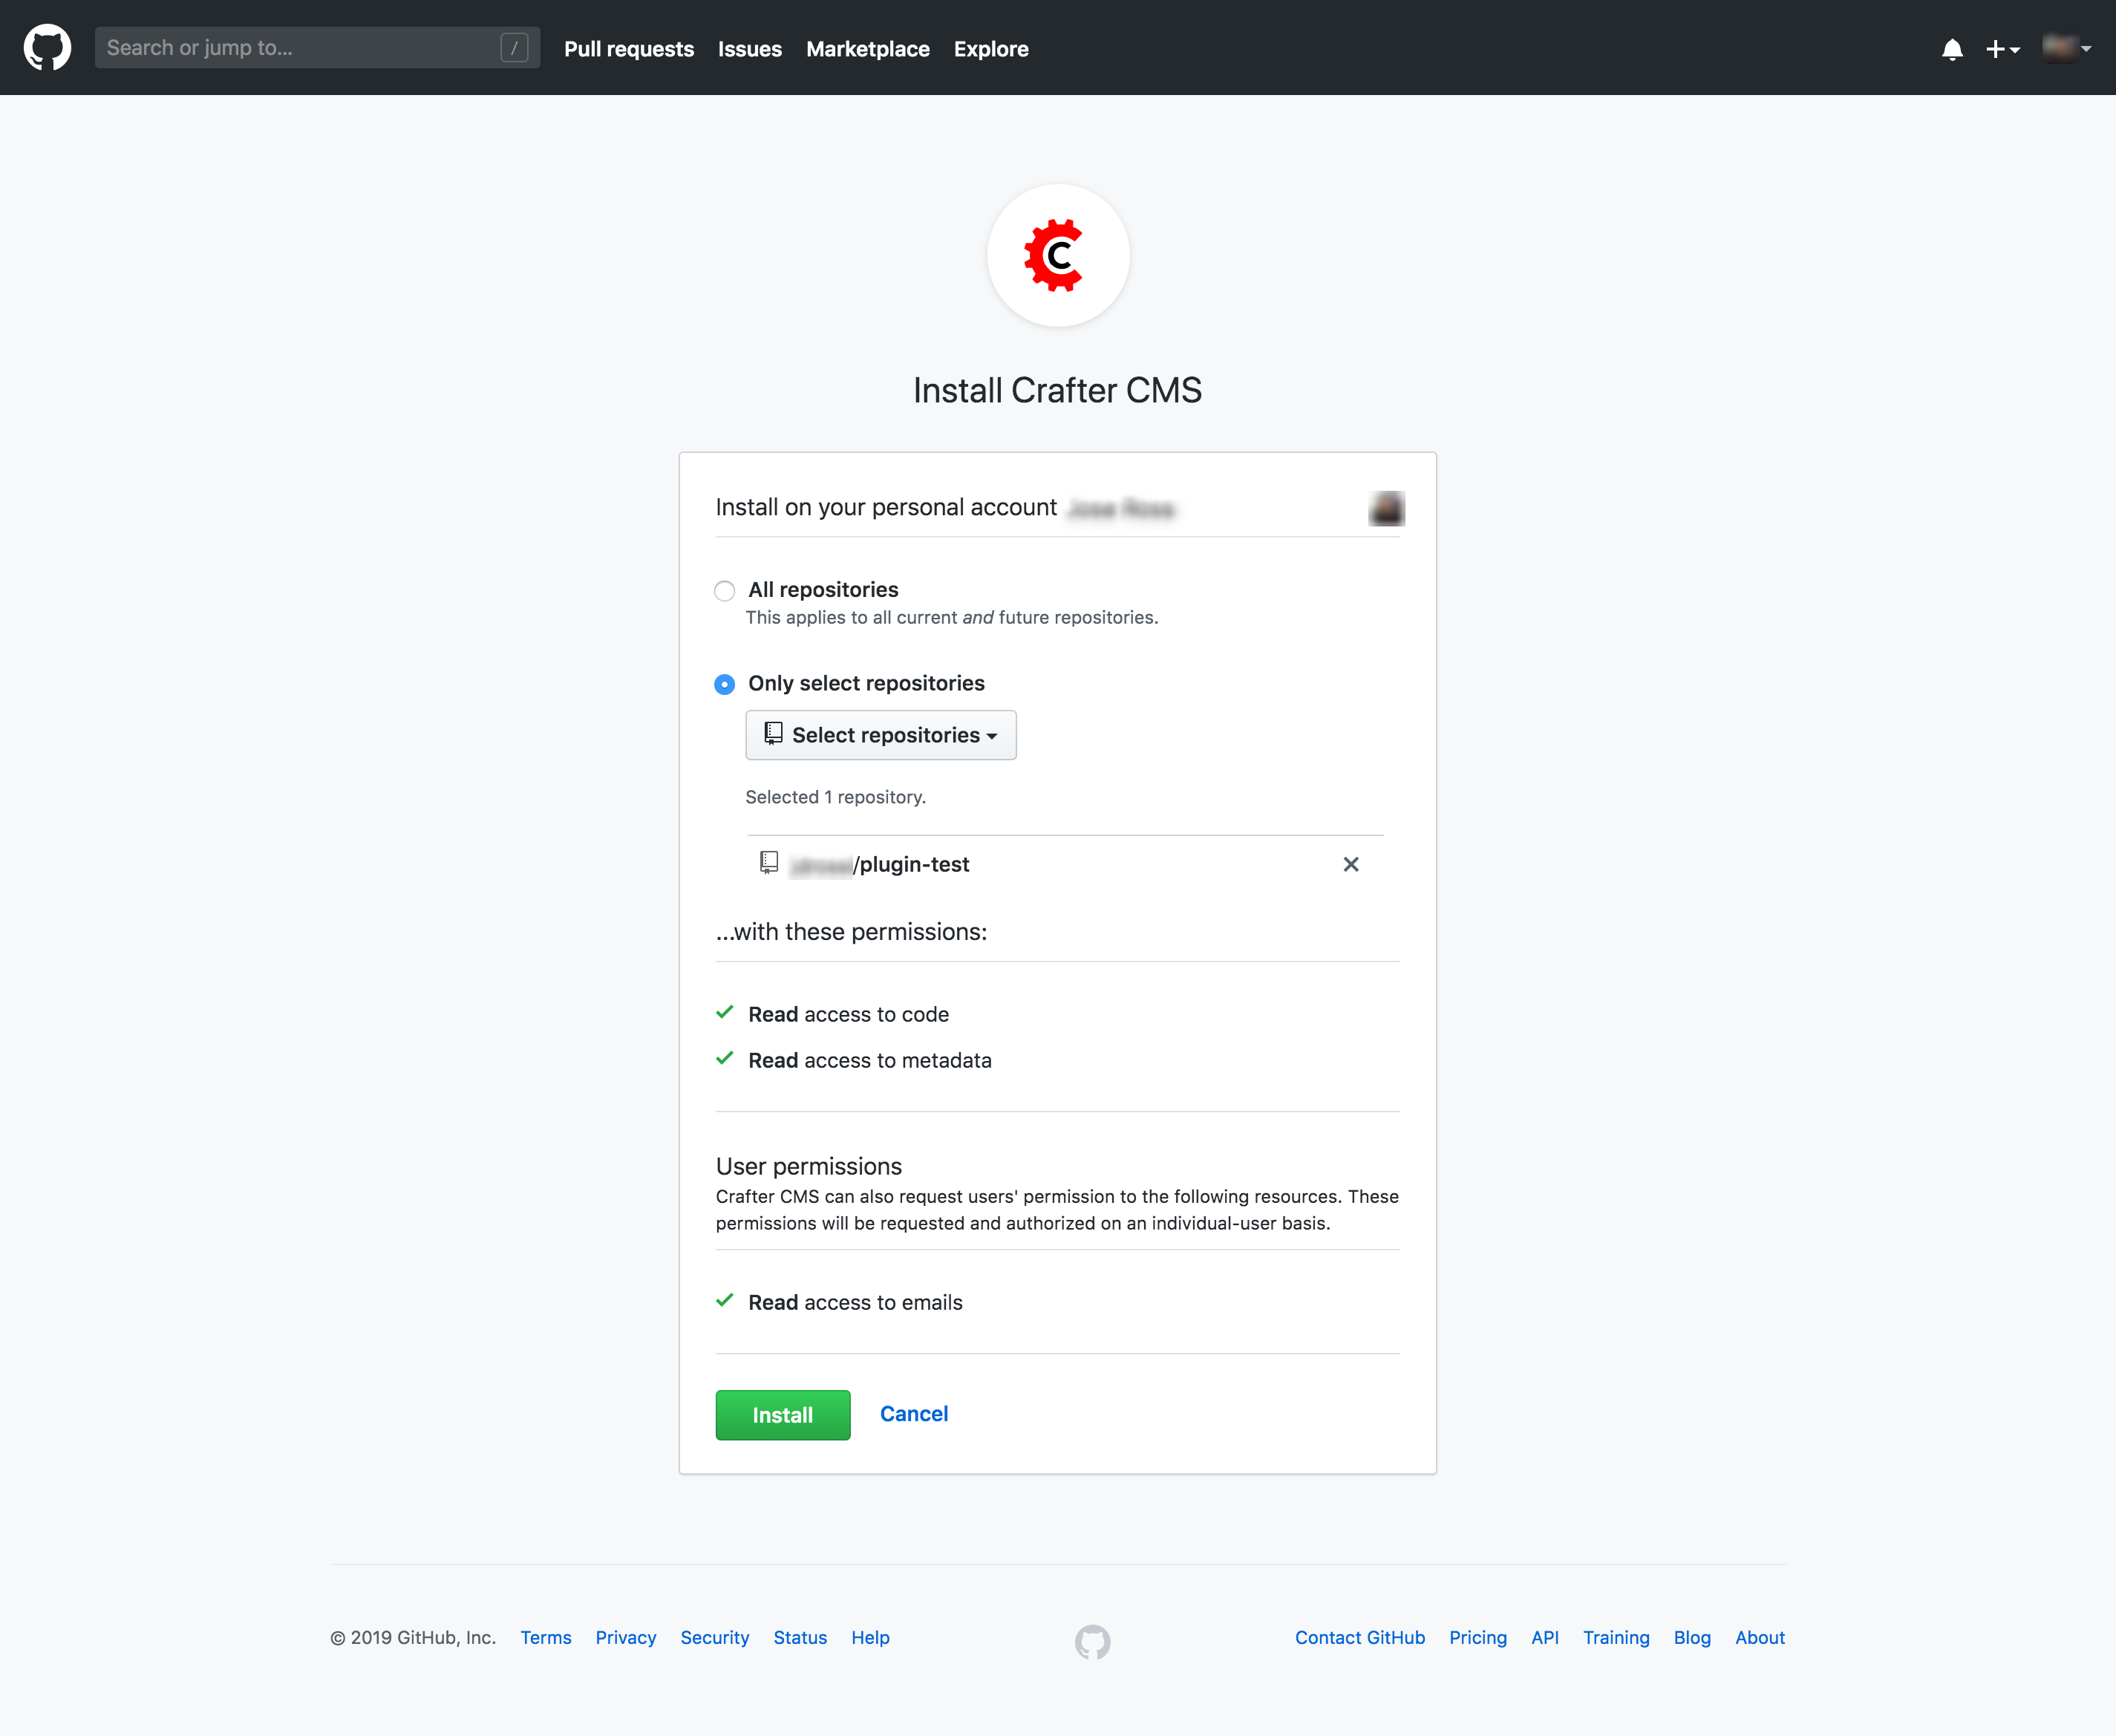 Search or jump to... /
Pull requests Issues Marketplace Explore
C
Install Crafter CMS
Install on your personal account
All repositories
This applies to all current and future repositories.
Only select repositories
Select repositories
Selected 1 repository.
/plugin-test
...with these permissions:
Read access to code
Read access to metadata
User permissions
Crafter CMS can also request users' permission to the following resources. These
permissions will be requested and authorized on an individual-user basis.
Read access to emails
Install Cancel
© 2019 GitHub, Inc. Terms Privacy Security Status Help Contact GitHub Pricing API Training Blog About